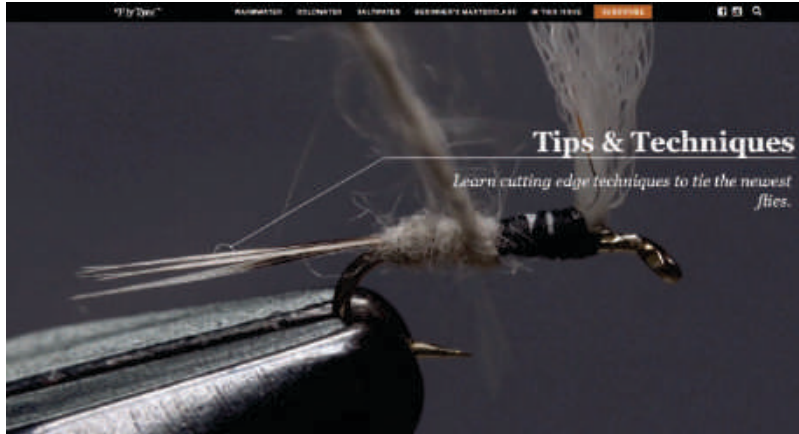 "Fly Tyer"
WARMWATER COLDWATER SALTWATER BEGINNER'S MASTERCLASS IN THIS ISSUE SUBSCRIBE
Tips & Techniques
Learn cutting edge techniques to tie the newest
flies.